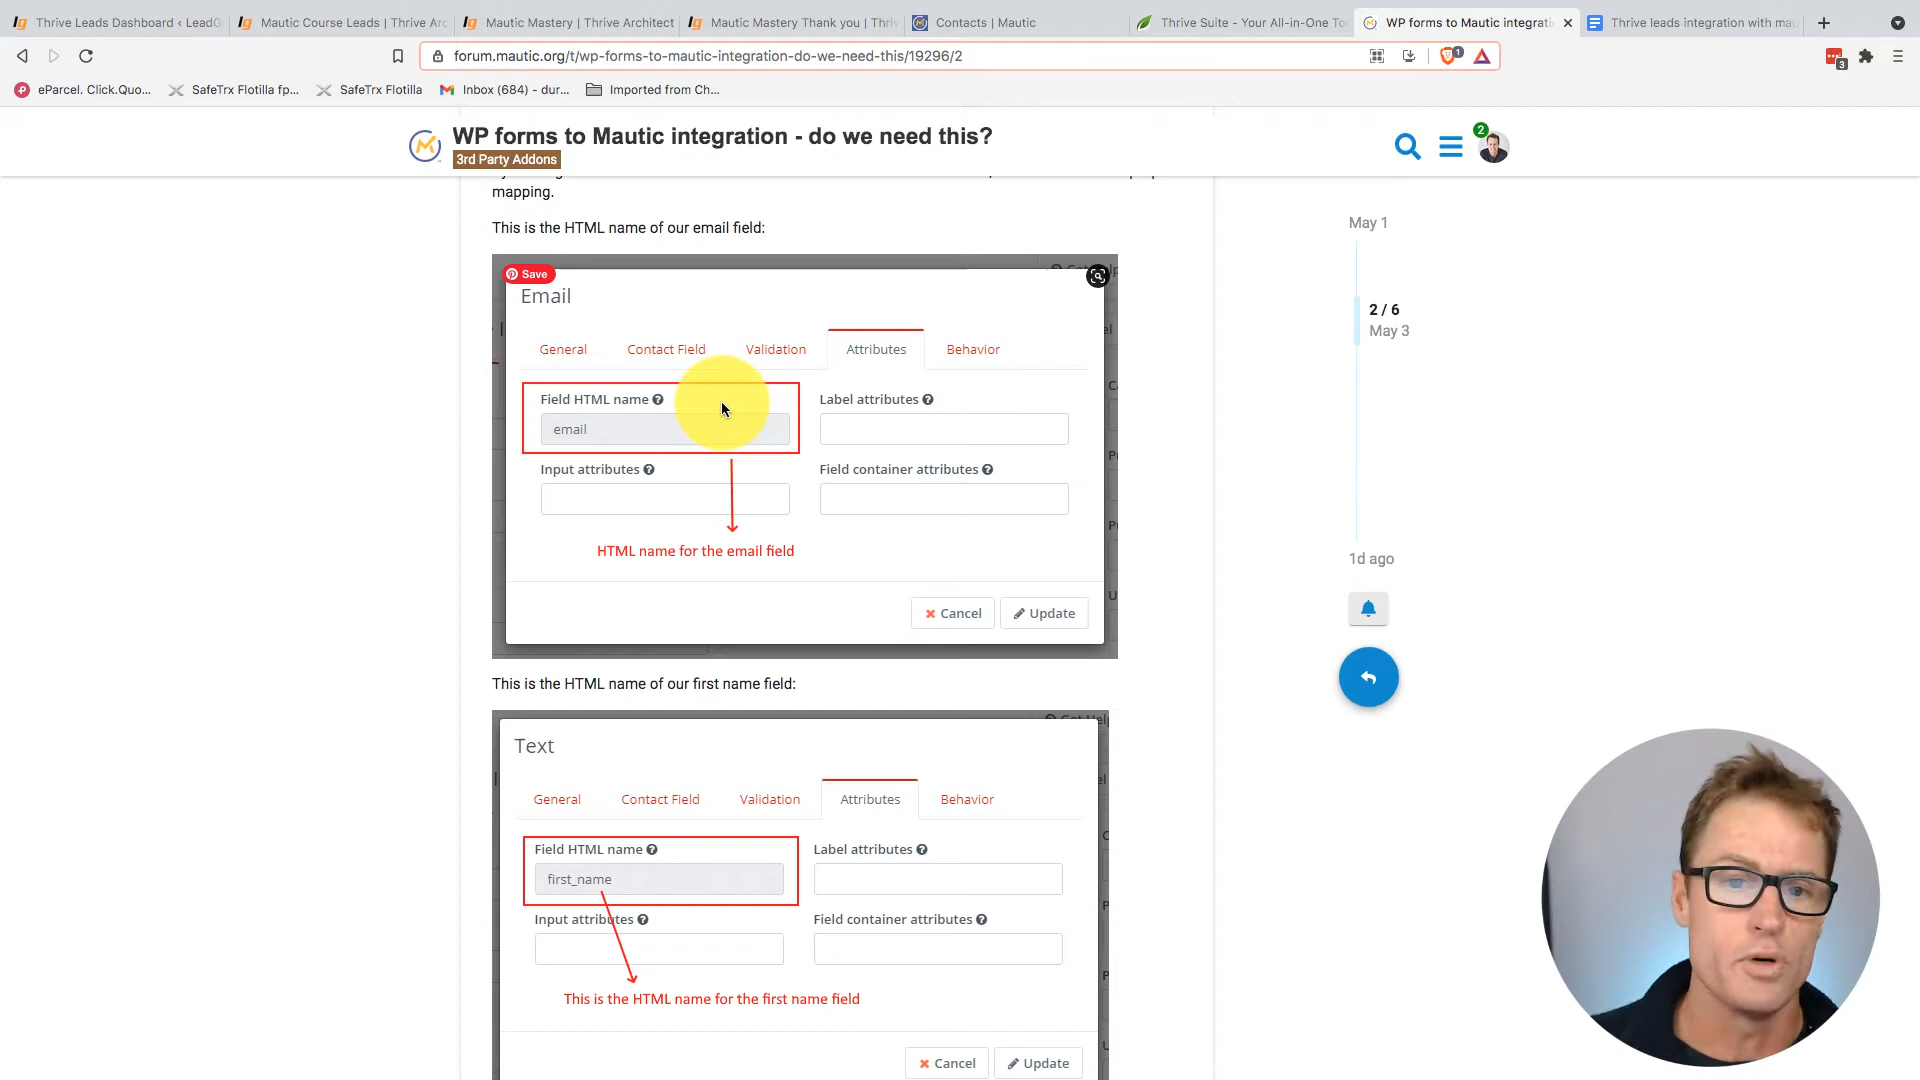 Thrive Leads Dashboard ‹ LeadG
Mautic Course Leads | Thrive Arc
Mautic Mastery | Thrive Architect
Mautic Mastery Thank you | Thri
Contacts | Mautic
Thrive Suite - Your All-in-One To
WP forms to Mautic integrati
Thrive leads integration with mau
forum.mautic.org/t/wp-forms-to-mautic-integration-do-we-need-this/19296/2
1
3
eParcel. Click.Quo...
SafeTrx Flotilla fp...
SafeTrx Flotilla
Inbox (684) - dur...
Imported from Ch...
WP forms to Mautic integration - do we need this?
3rd Party Addons
2
mapping.
This is the HTML name of our email field:
Save
Email
General
Contact Field
Validation
Attributes
Behavior
Field HTML name
Label attributes
email
Input attributes
Field container attributes
HTML name for the email field
Cancel
Update
This is the HTML name of our first name field:
Text
General
Contact Field
Validation
Attributes
Behavior
Field HTML name
Label attributes
first_name
Input attributes
Field container attributes
This is the HTML name for the first name field
Cancel
Update
May 1
2 / 6
May 3
1d ago